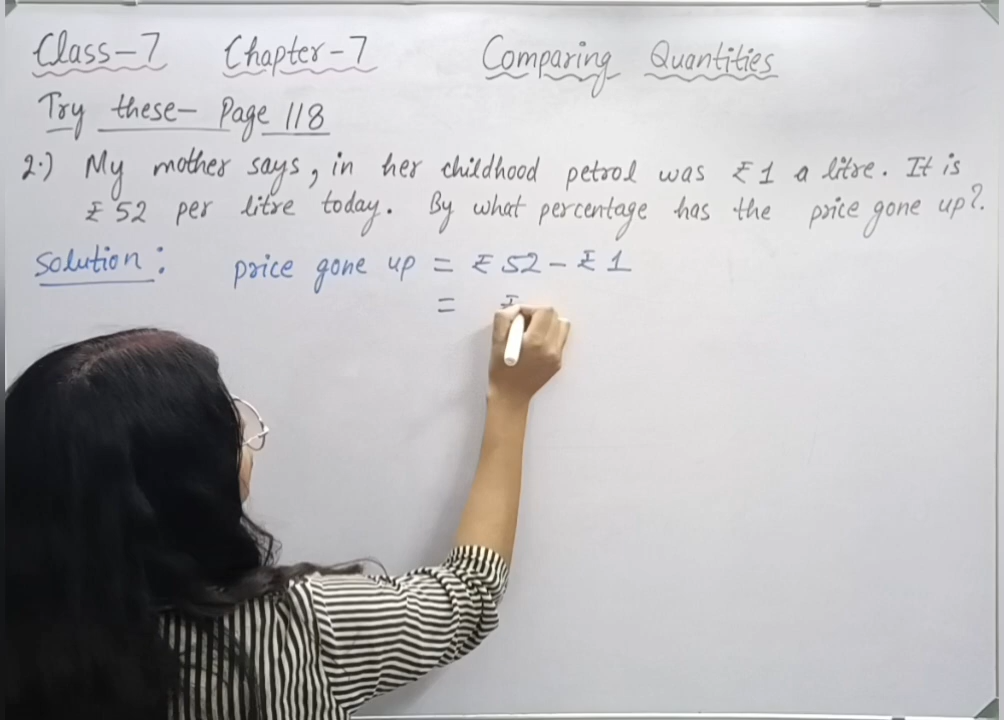 Class-7 Chapter-7 Comparing Quantities
Try these- Page 118
2.) My mother says, in her childhood petrol was ₹1 a litre. It is
₹52 per litre today. By what percentage has the price gone up?.
Solution: price gone up = ₹52-₹1
= ₹